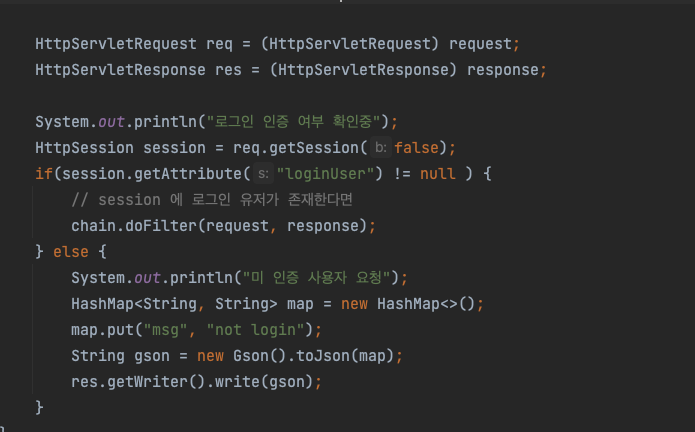 HttpServletRequest req = (HttpServletRequest) request;
HttpServletResponse res = (HttpServletResponse) response;
System.out.println("로그인 인증 여부 확인중");
HttpSession session = req.getSession( b: false);
if(session.getAttribute( s: "loginUser") != null ) {
// session 에 로그인 유저가 존재한다면
chain.doFilter(request, response);
} else {
System.out.println("미 인증 사용자 요청");
HashMap<String, String> map = new HashMap<>();
map.put("msg", "not login");
String gson = new Gson().toJson(map);
res.getWriter().write(gson);
}